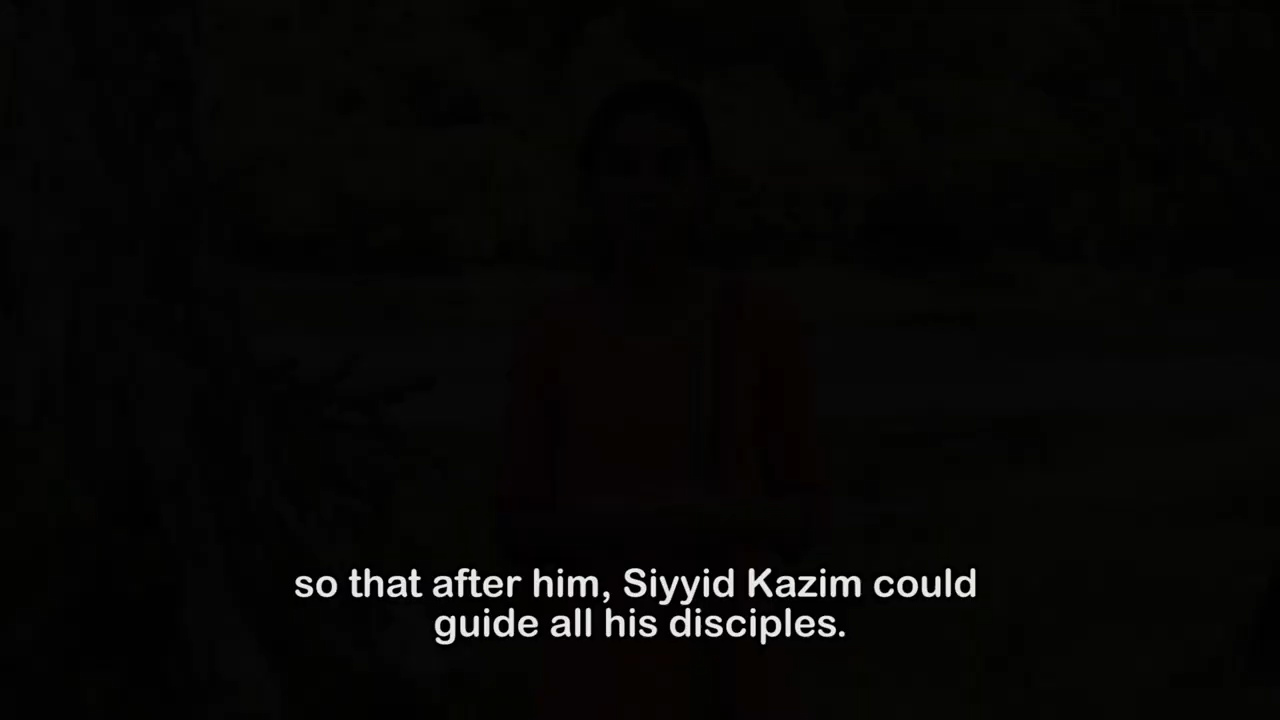 so that after him, Siyyid Kazim could
guide all his disciples.